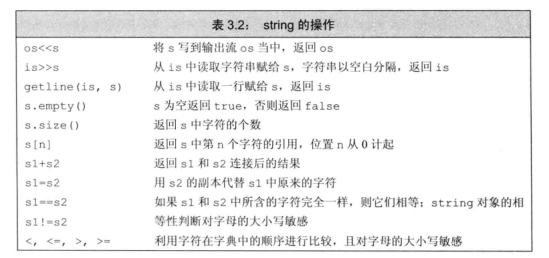 表 3.2： string 的操作
os<<s 将 s 写到输出流 os 当中，返回 os
is>>s 从 is 中读取字符串赋给 s，字符串以空白分隔，返回 is
getline(is, s) 从 is 中读取一行赋给 s，返回 is
s.empty() s 为空返回 true，否则返回 false
s.size() 返回 s 中字符的个数
s[n] 返回 s 中第 n 个字符的引用，位置 n 从 0 计起
s1+s2 返回 s1 和 s2 连接后的结果
s1=s2 用 s2 的副本代替 s1 中原来的字符
s1==s2 如果 s1 和 s2 中所含的字符完全一样，则它们相等；string 对象的相
s1!=s2 等性判断对字母的大小写敏感
<, <=, >, >= 利用字符在字典中的顺序进行比较，且对字母的大小写敏感